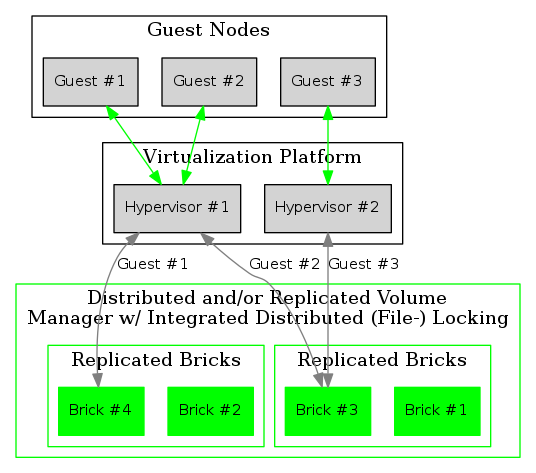 Guest Nodes
Guest #1 Guest #2 Guest #3
Virtualization Platform
Hypervisor #1 Hypervisor #2
Guest #1 Guest #2 Guest #3
Distributed and/or Replicated Volume
Manager w/ Integrated Distributed (File-) Locking
Replicated Bricks Replicated Bricks
Brick #4 Brick #2 Brick #3 Brick #1